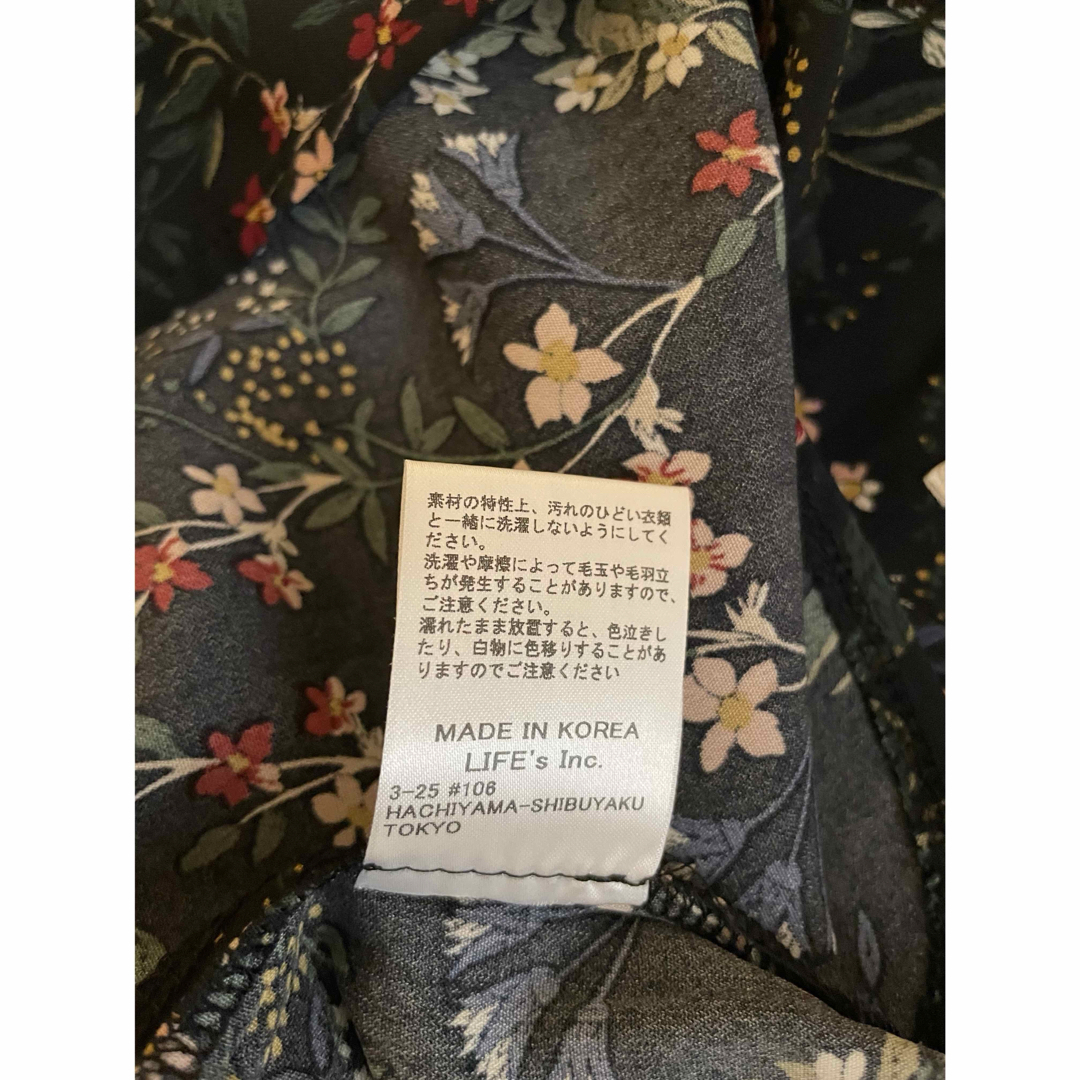 素材の特性上、汚れのひどい衣類
と一緒に洗濯しないようにしてく
ださい。
洗濯や摩擦によって毛玉や毛羽立
ちが発生することがありますので、
ご注意ください。
濡れたまま放置すると、色泣きし
たり、白物に色移りすることがあ
りますのでご注意ください
MADE IN KOREA
LIFE's Inc.
3-25 #106
HACHIYAMA-SHIBUYAKU
TOKYO